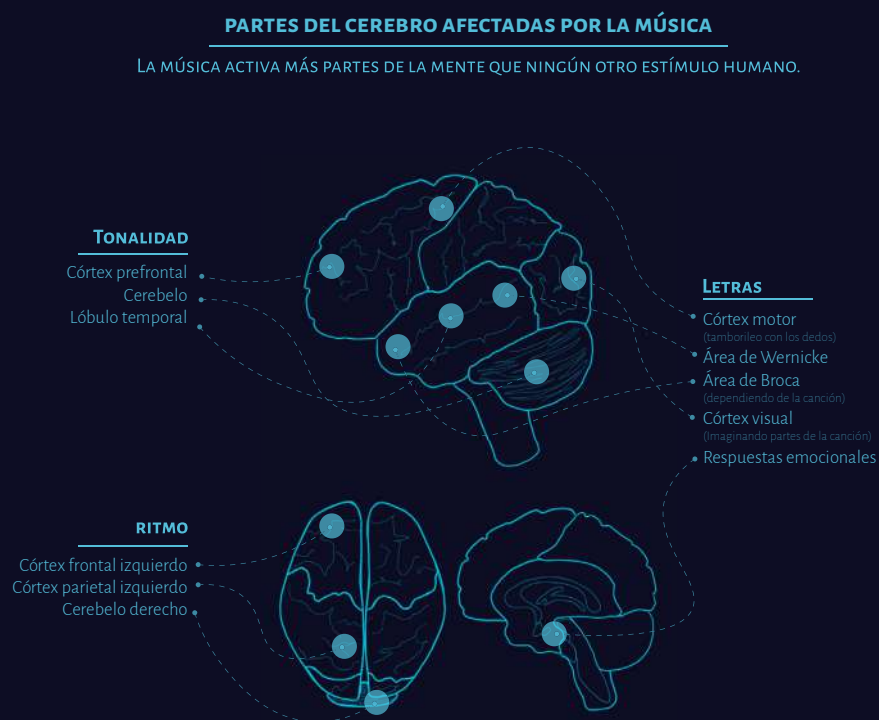 PARTES DEL CEREBRO AFECTADAS POR LA MÚSICA
LA MÚSICA ACTIVA MÁS PARTES DE LA MENTE QUE NINGÚN OTRO ESTÍMULO HUMANO.
TONALIDAD
Córtex prefrontal
Cerebelo
Lóbulo temporal
LETRAS
Córtex motor
(tamborileo con los dedos)
Área de Wernicke
Área de Broca
(dependiendo de la canción)
Córtex visual
(Imaginando partes de la canción)
Respuestas emocionales
RITMO
Córtex frontal izquierdo
Córtex parietal izquierdo
Cerebelo derecho